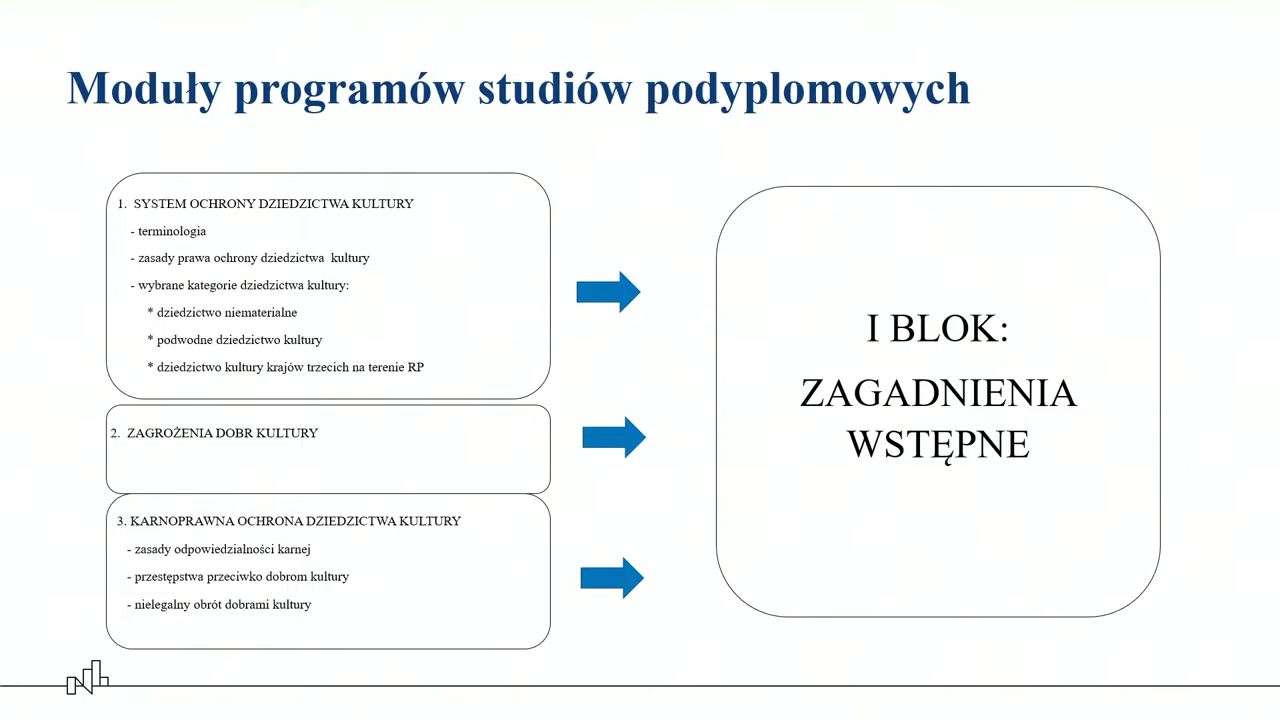 Moduły programów studiów podyplomowych
1. SYSTEM OCHRONY DZIEDZICTWA KULTURY
- terminologia
- zasady prawa ochrony dziedzictwa kultury
- wybrane kategorie dziedzictwa kultury:
* dziedzictwo niematerialne
* podwodne dziedzictwo kultury
* dziedzictwo kultury krajów trzecich na terenie RP
2. ZAGROŻENIA DOBR KULTURY
3. KARNOPRAWNA OCHRONA DZIEDZICTWA KULTURY
- zasady odpowiedzialności karnej
- przestępstwa przeciwko dobrom kultury
- nielegalny obrót dobrami kultury
I BLOK:
ZAGADNIENIA
WSTĘPNE